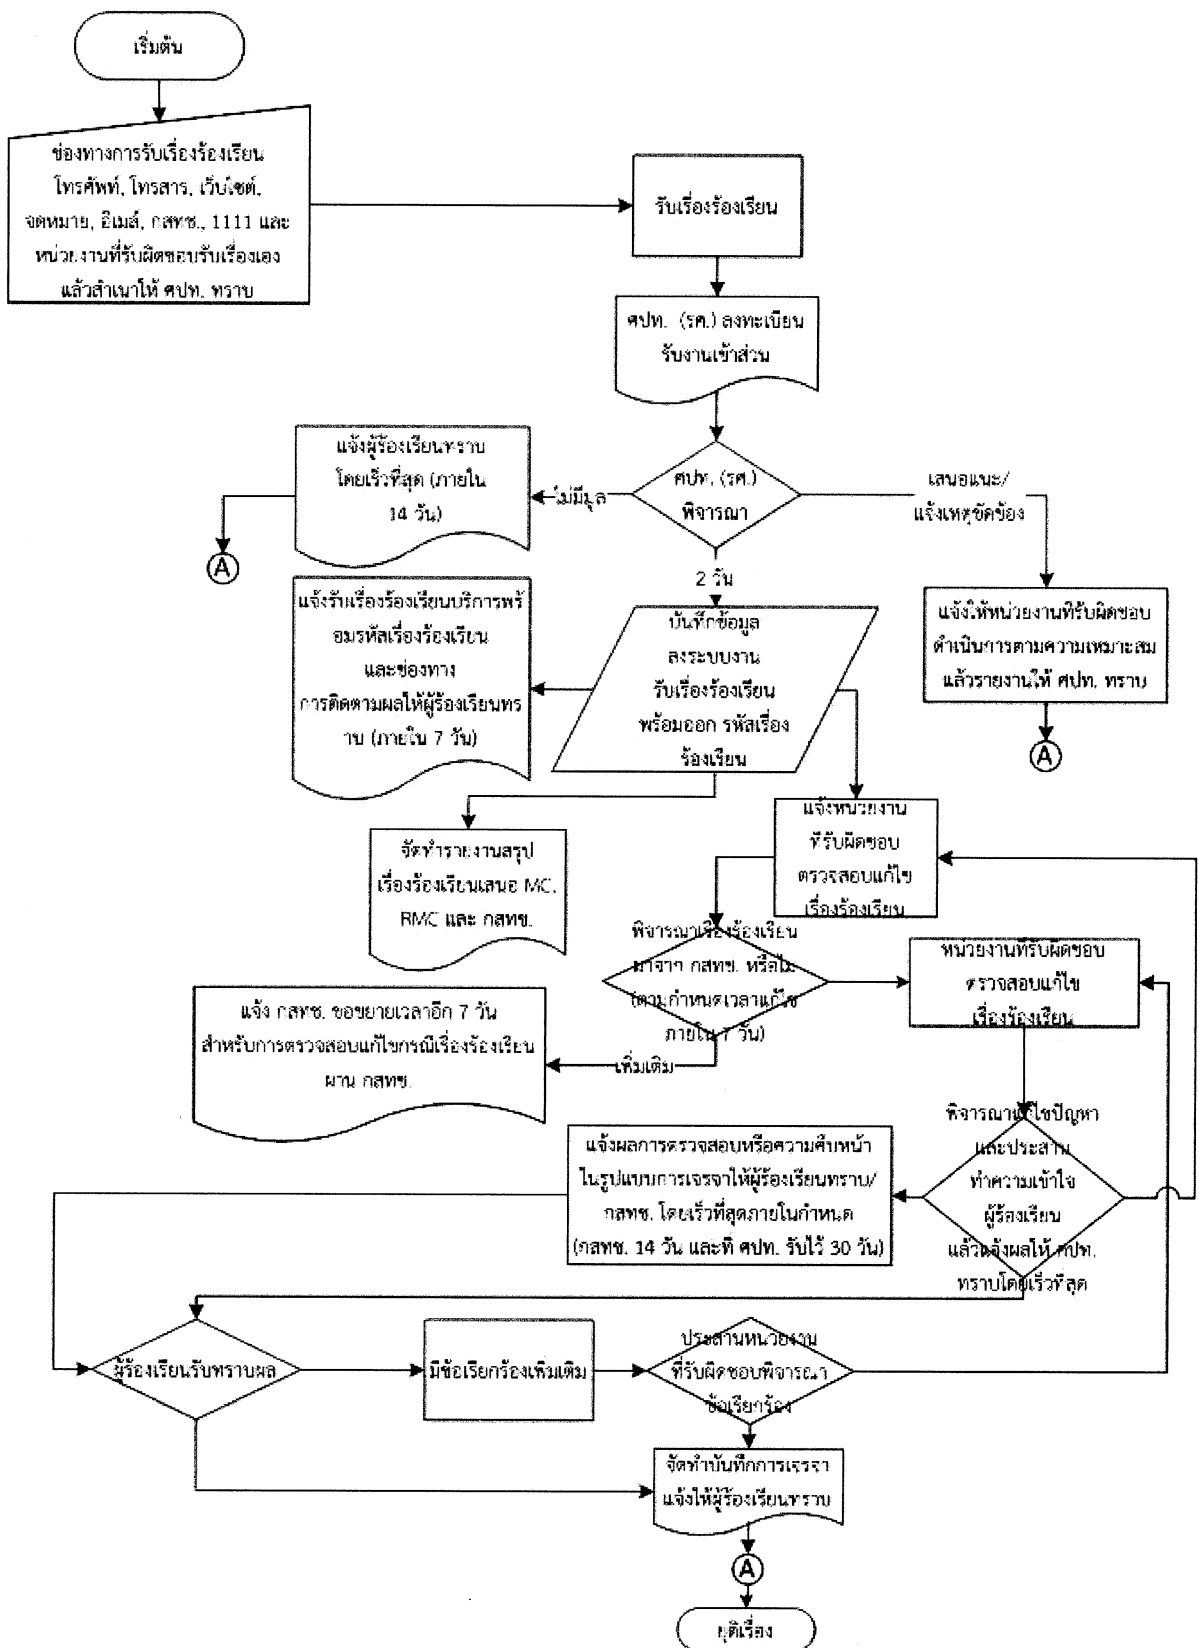 เริ่มต้น
ช่องทางการรับเรื่องร้องเรียน
โทรศัพท์, โทรสาร, เว็บไซต์,
จดหมาย, อีเมล์, กสทช., 1111 และ
หน่วยงานที่รับผิดชอบรับเรื่องเอง
แล้วสำเนาให้ ศปท. ทราบ
รับเรื่องร้องเรียน
ศปท. (รศ.) ลงทะเบียน
รับงานเข้าส่วน
แจ้งผู้ร้องเรียนทราบ
โดยเร็วที่สุด (ภายใน
14 วัน)
ไม่มีมูล
ศปท. (รศ.)
พิจารณา
เสนอแนะ/
แจ้งเหตุขัดข้อง
A
2 วัน
แจ้งรับเรื่องร้องเรียนบริการพร้
อมรหัสเรื่องร้องเรียน
และช่องทาง
การติดตามผลให้ผู้ร้องเรียนทร
าบ (ภายใน 7 วัน)
บันทึกข้อมูล
ลงระบบงาน
รับเรื่องร้องเรียน
พร้อมออก รหัสเรื่อง
ร้องเรียน
แจ้งให้หน่วยงานที่รับผิดชอบ
ดำเนินการตามความเหมาะสม
แล้วรายงานให้ ศปท. ทราบ
A
จัดทำรายงานสรุป
เรื่องร้องเรียนเสนอ MC,
RMC และ กสทช.
แจ้งหน่วยงาน
ที่รับผิดชอบ
ตรวจสอบแก้ไข
เรื่องร้องเรียน
พิจารณาเรื่องร้องเรียน
มาจาก กสทช. หรือไม่
(ตามกำหนดเวลาแก้ไข
ภายใน 7 วัน)
หน่วยงานที่รับผิดชอบ
ตรวจสอบแก้ไข
เรื่องร้องเรียน
แจ้ง กสทช. ขอขยายเวลาอีก 7 วัน
สำหรับการตรวจสอบแก้ไขกรณีเรื่องร้องเรียน
ผ่าน กสทช.
เพิ่มเติม
พิจารณาแก้ไขปัญหา
และประสาน
ทำความเข้าใจ
ผู้ร้องเรียน
แล้วแจ้งผลให้ ศปท.
ทราบโดยเร็วที่สุด
แจ้งผลการตรวจสอบหรือความคืบหน้า
ในรูปแบบการเจรจาให้ผู้ร้องเรียนทราบ/
กสทช. โดยเร็วที่สุดภายในกำหนด
(กสทช. 14 วัน และที่ ศปท. รับไว้ 30 วัน)
ผู้ร้องเรียนรับทราบผล
มีข้อเรียกร้องเพิ่มเติม
ประสานหน่วยงาน
ที่รับผิดชอบพิจารณา
ข้อเรียกร้อง
จัดทำบันทึกการเจรจา
แจ้งให้ผู้ร้องเรียนทราบ
A
ยุติเรื่อง